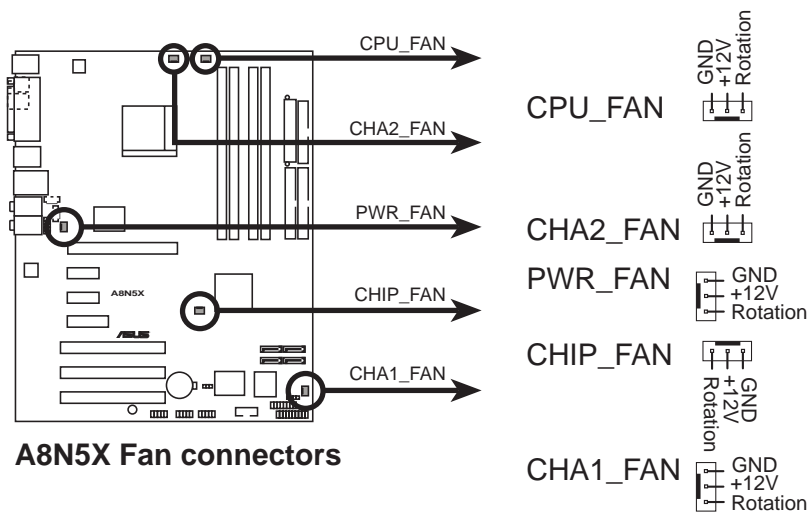 CPU_FAN
CHA2_FAN
PWR_FAN
CHIP_FAN
CHA1_FAN
A8N5X
ASUS
A8N5X Fan connectors
CPU_FAN
GND
+12V
Rotation
CHA2_FAN
GND
+12V
Rotation
PWR_FAN
GND
+12V
Rotation
CHIP_FAN
Rotation
+12V
GND
CHA1_FAN
GND
+12V
Rotation